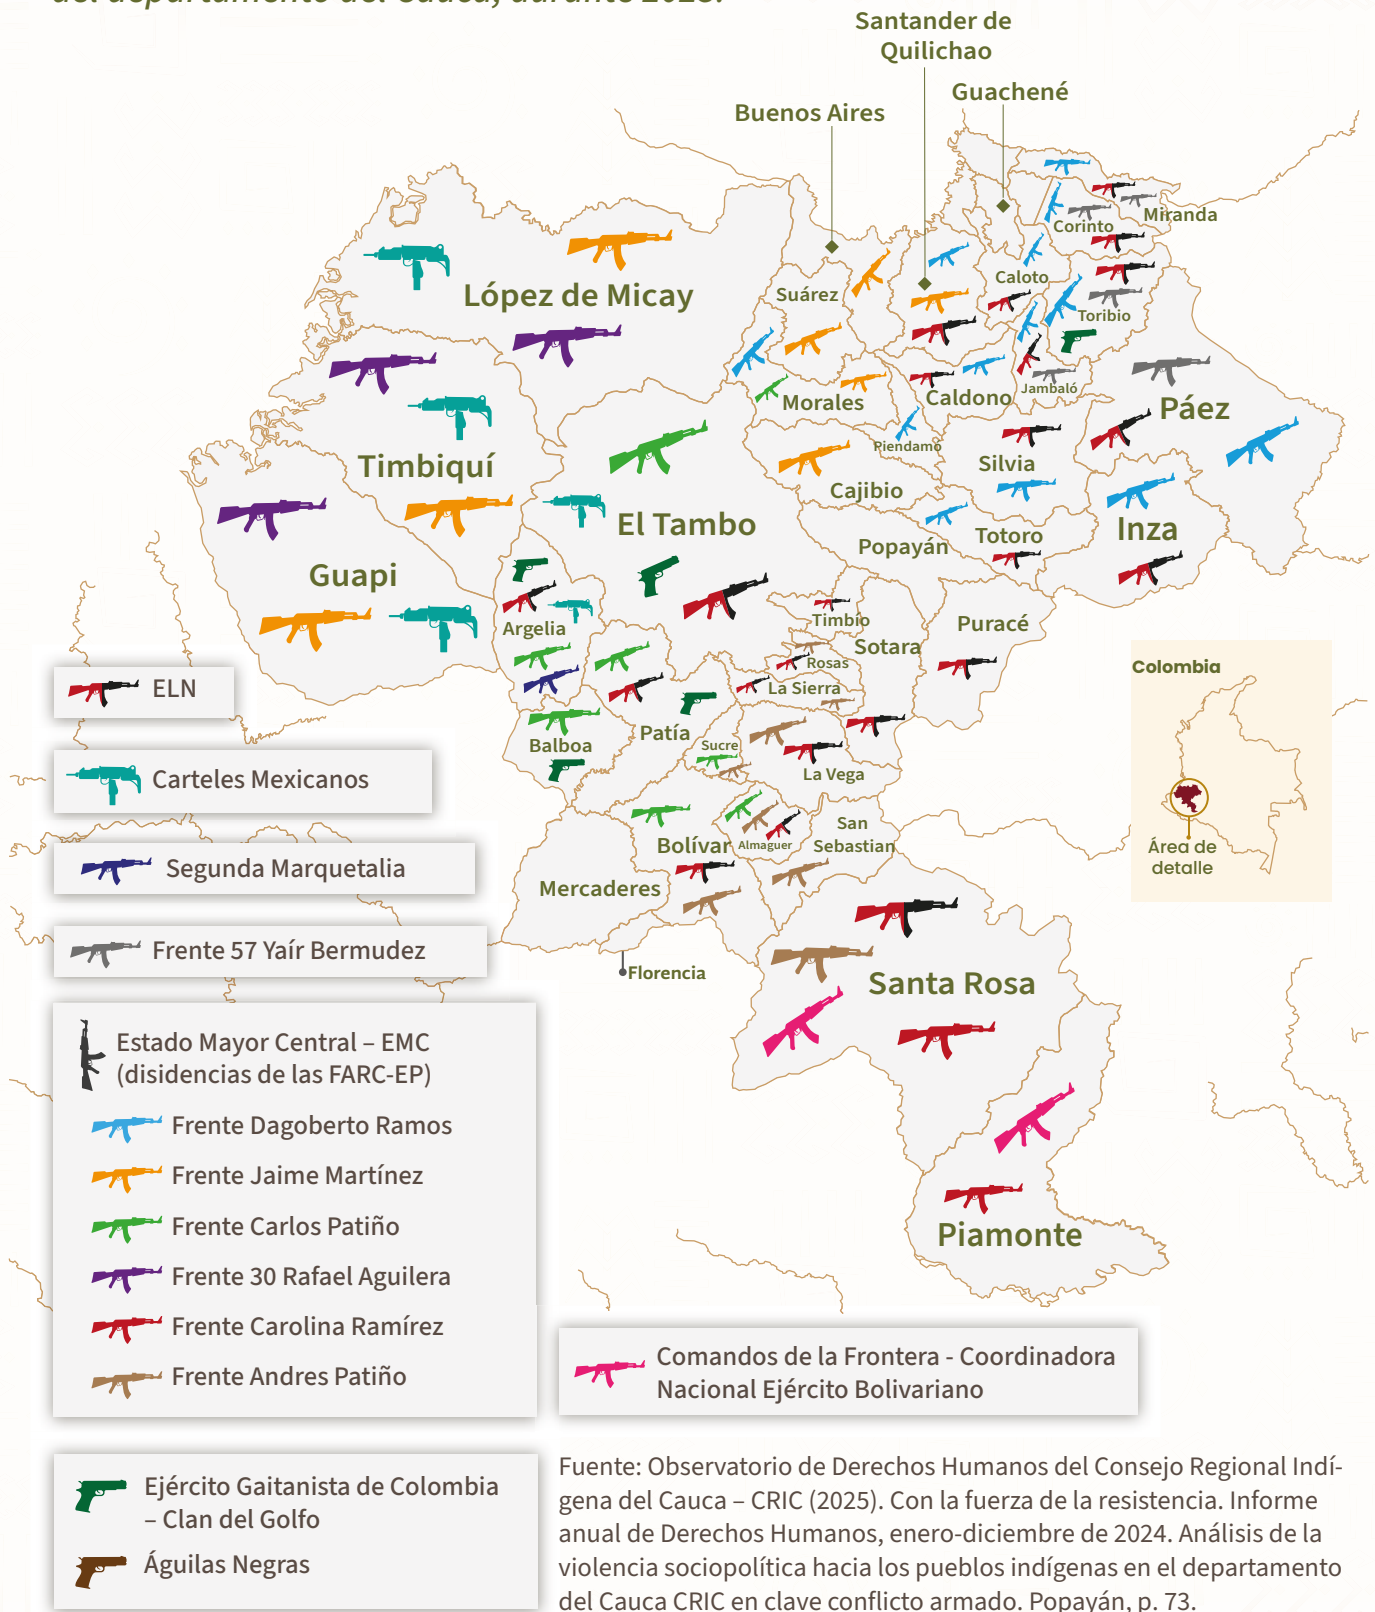 del departamento del Cauca, durante 2025.
Santander de
Quilichao
Guachené
Buenos Aires
Miranda
Corinto
Caloto
Suárez
López de Micay
Toribio
Jambaló
Caldono
Morales
Páez
Piendamó
Silvia
Timbiquí
Cajibio
El Tambo
Inza
Totoro
Popayán
Guapi
Timbío
Puracé
Argelia
Sotara
Rosas
Colombia
ELN
La Sierra
Patía
Sucre
Balboa
La Vega
Carteles Mexicanos
San
Sebastian
Bolívar
Almaguer
Área de
detalle
Segunda Marquetalia
Mercaderes
Frente 57 Yaír Bermudez
Florencia
Santa Rosa
Estado Mayor Central – EMC
(disidencias de las FARC-EP)
Frente Dagoberto Ramos
Frente Jaime Martínez
Frente Carlos Patiño
Piamonte
Frente 30 Rafael Aguilera
Frente Carolina Ramírez
Frente Andres Patiño
Comandos de la Frontera - Coordinadora
Nacional Ejército Bolivariano
Ejército Gaitanista de Colombia
– Clan del Golfo
Águilas Negras
Fuente: Observatorio de Derechos Humanos del Consejo Regional Indí-
gena del Cauca – CRIC (2025). Con la fuerza de la resistencia. Informe
anual de Derechos Humanos, enero-diciembre de 2024. Análisis de la
violencia sociopolítica hacia los pueblos indígenas en el departamento
del Cauca CRIC en clave conflicto armado. Popayán, p. 73.